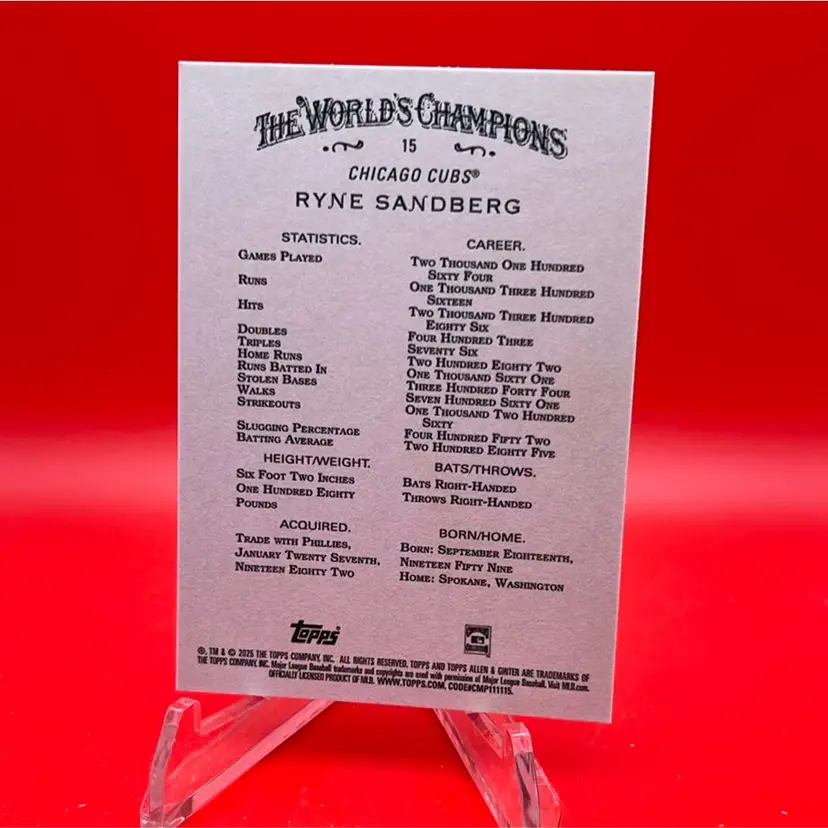 THE WORLD'S CHAMPIONS
15
CHICAGO CUBS®
RYNE SANDBERG
STATISTICS.
GAMES PLAYED
RUNS
HITS
DOUBLES
TRIPLES
HOME RUNS
RUNS BATTED IN
STOLEN BASES
WALKS
STRIKEOUTS
SLUGGING PERCENTAGE
BATTING AVERAGE
CAREER.
TWO THOUSAND ONE HUNDRED
SIXTY FOUR
ONE THOUSAND THREE HUNDRED
SIXTEEN
TWO THOUSAND THREE HUNDRED
EIGHTY SIX
FOUR HUNDRED THREE
SEVENTY SIX
TWO HUNDRED EIGHTY TWO
ONE THOUSAND SIXTY ONE
THREE HUNDRED FORTY FOUR
SEVEN HUNDRED SIXTY ONE
ONE THOUSAND TWO HUNDRED
SIXTY
FOUR HUNDRED FIFTY TWO
TWO HUNDRED EIGHTY FIVE
HEIGHT/WEIGHT.
SIX FOOT TWO INCHES
ONE HUNDRED EIGHTY
POUNDS
BATS/THROWS.
BATS RIGHT-HANDED
THROWS RIGHT-HANDED
ACQUIRED.
TRADE WITH PHILLIES,
JANUARY TWENTY SEVENTH,
NINETEEN EIGHTY TWO
BORN/HOME.
BORN: SEPTEMBER EIGHTEENTH,
NINETEEN FIFTY NINE
HOME: SPOKANE, WASHINGTON
TOPPS
®, TM & © 2025 THE TOPPS COMPANY, INC. ALL RIGHTS RESERVED. TOPPS AND TOPPS ALLEN & GINTER ARE TRADEMARKS OF
THE TOPPS COMPANY, INC. Major League Baseball trademarks and copyrights are used with permission of Major League Baseball. Visit MLB.com.
OFFICIALLY LICENSED PRODUCT OF MLB. WWW.TOPPS.COM. CODE#CMP111115.